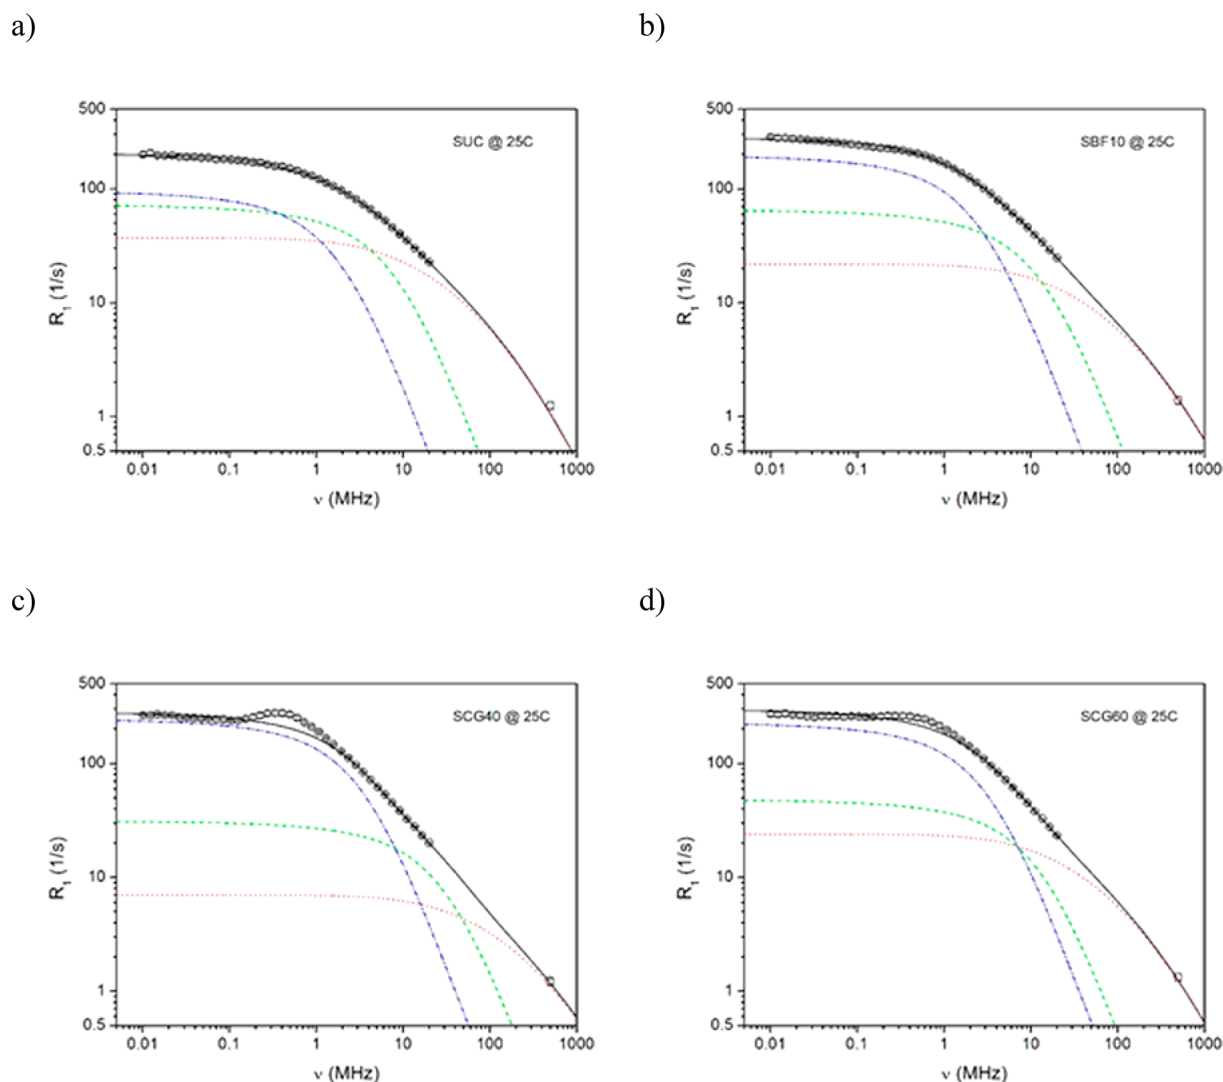 a)
b)
500
100
10
1
0.5
R1 (1/s)
SUC @ 25C
0.01 0.1 1 10 100 1000
ν (MHz)
500
100
10
1
0.5
R1 (1/s)
SBF10 @ 25C
0.01 0.1 1 10 100 1000
ν (MHz)
c)
d)
500
100
10
1
0.5
R1 (1/s)
SCG40 @ 25C
0.01 0.1 1 10 100 1000
ν (MHz)
500
100
10
1
0.5
R1 (1/s)
SCG60 @ 25C
0.01 0.1 1 10 100 1000
ν (MHz)